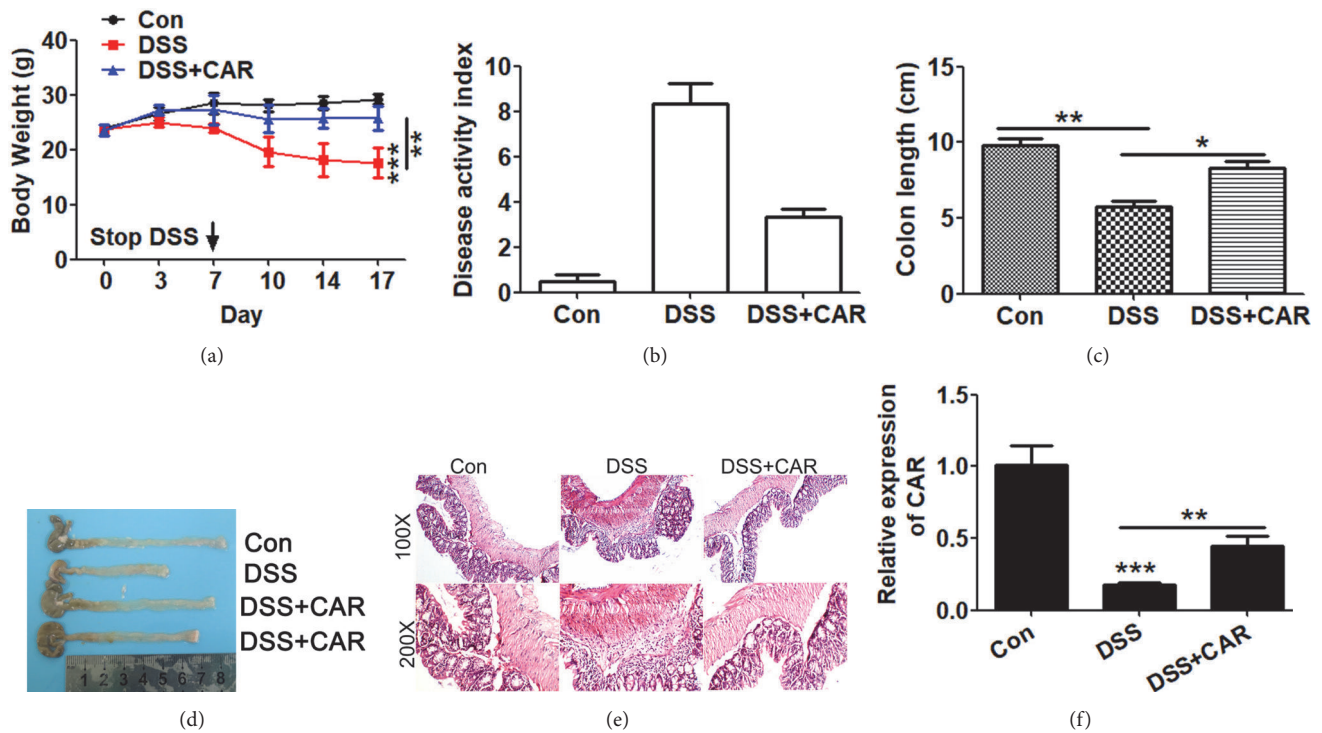 Con
DSS
DSS+CAR
Body Weight (g)
40
30
20
10
0
Stop DSS
**
***
0 3 7 10 14 17
Day
(a)
Disease activity index
10
8
6
4
2
0
Con DSS DSS+CAR
(b)
Colon length (cm)
15
10
5
0
**
*
Con DSS DSS+CAR
(c)
Con
DSS
DSS+CAR
DSS+CAR
1 2 3 4 5 6 7 8
(d)
Con DSS DSS+CAR
100X
200X
(e)
Relative expression
of CAR
1.5
1.0
0.5
0.0
**
***
Con DSS DSS+CAR
(f)